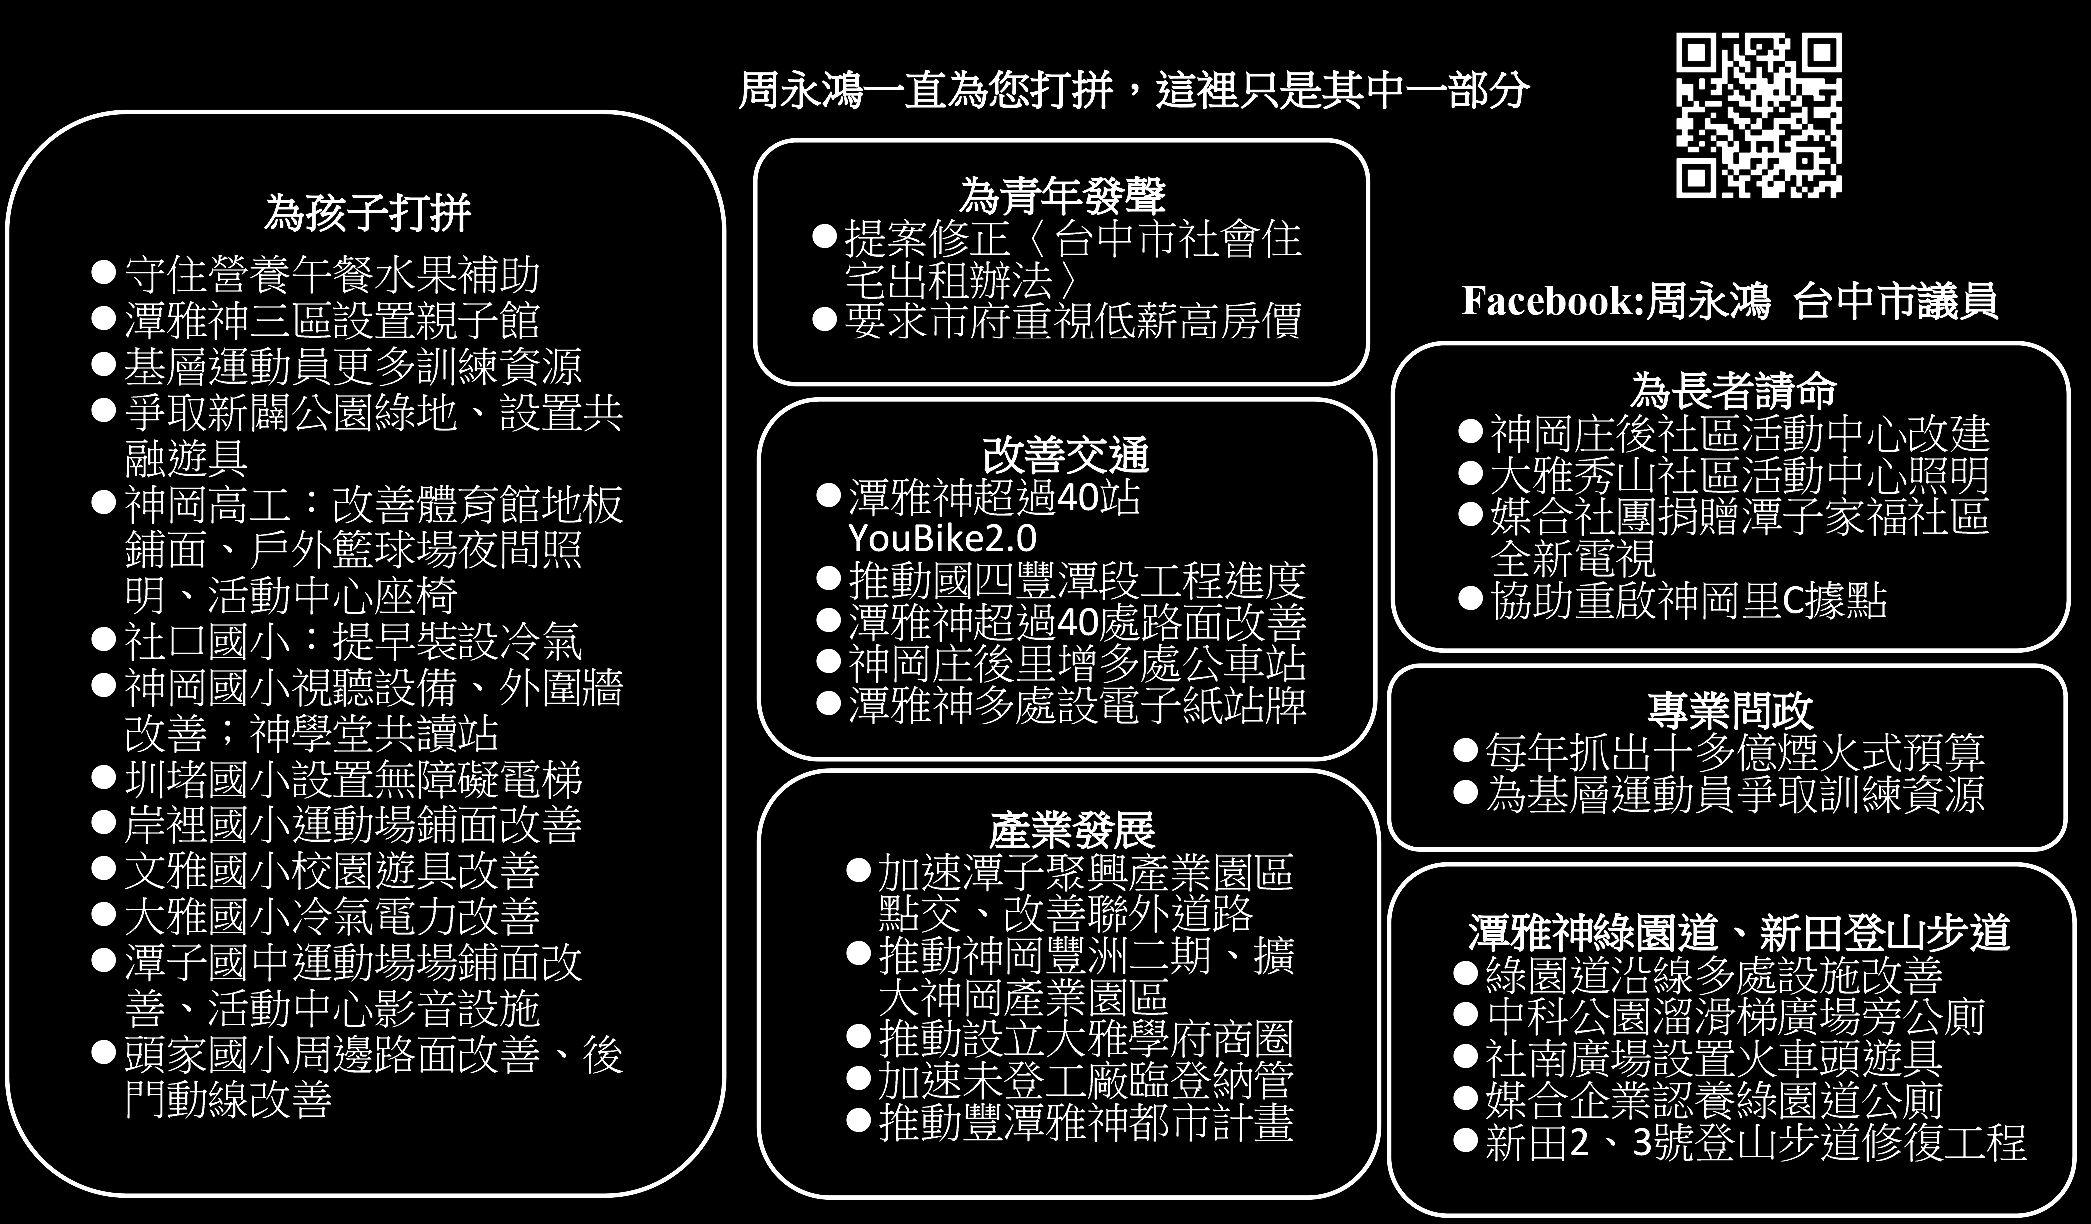 周永鴻一直為您打拼，這裡只是其中一部分
為孩子打拼
●守住營養午餐水果補助
●潭雅神三區設置親子館
●基層運動員更多訓練資源
●爭取新闢公園綠地、設置共
融遊具
●神岡高工：改善體育館地板
鋪面、戶外籃球場夜間照
明、活動中心座椅
●社口國小：提早裝設冷氣
●神岡國小視聽設備、外圍牆
改善；神學堂共讀站
●圳堵國小設置無障礙電梯
●岸裡國小運動場鋪面改善
●文雅國小校園遊具改善
●大雅國小冷氣電力改善
●潭子國中運動場場鋪面改
善、活動中心影音設施
●頭家國小周邊路面改善、後
門動線改善
為青年發聲
●提案修正〈台中市社會住
宅出租辦法〉
●要求市府重視低薪高房價
改善交通
●潭雅神超過40站
YouBike2.0
●推動國四豐潭段工程進度
●潭雅神超過40處路面改善
●神岡庄後里增多處公車站
●潭雅神多處設電子紙站牌
產業發展
●加速潭子聚興產業園區
點交、改善聯外道路
●推動神岡豐洲二期、擴
大神岡產業園區
●推動設立大雅學府商圈
●加速未登工廠臨登納管
●推動豐潭雅神都市計畫
Facebook:周永鴻 台中市議員
為長者請命
●神岡庄後社區活動中心改建
●大雅秀山社區活動中心照明
●媒合社團捐贈潭子家福社區
全新電視
●協助重啟神岡里C據點
專業問政
●每年抓出十多億煙火式預算
●為基層運動員爭取訓練資源
潭雅神綠園道、新田登山步道
●綠園道沿線多處設施改善
●中科公園溜滑梯廣場旁公廁
●社南廣場設置火車頭遊具
●媒合企業認養綠園道公廁
●新田2、3號登山步道修復工程